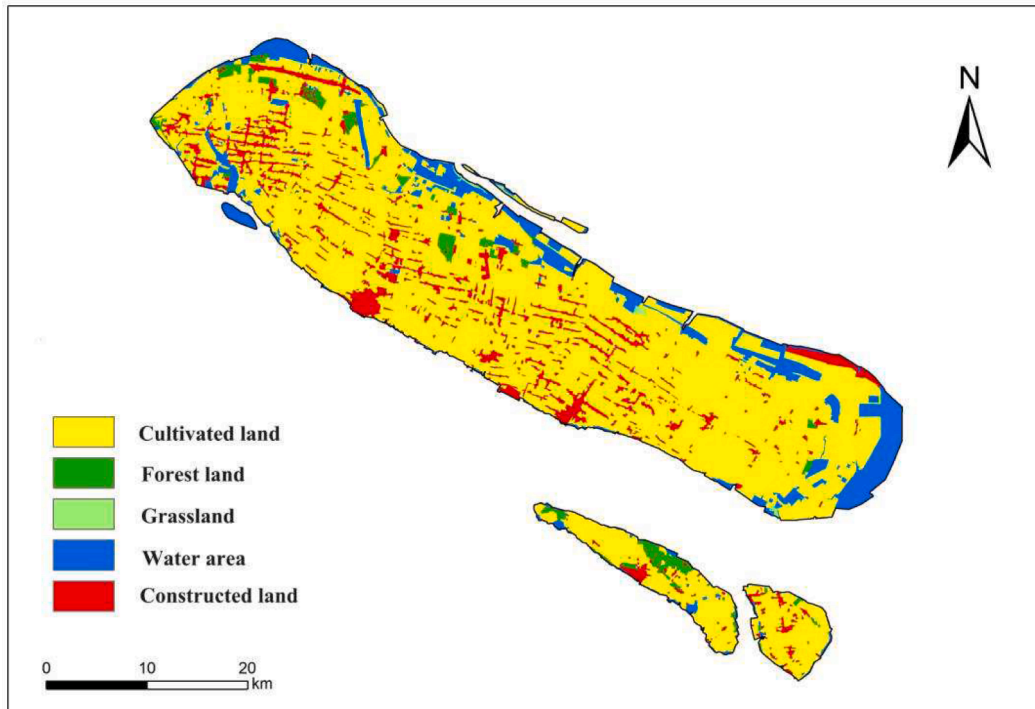 N
Cultivated land
Forest land
Grassland
Water area
Constructed land
0 10 20
km